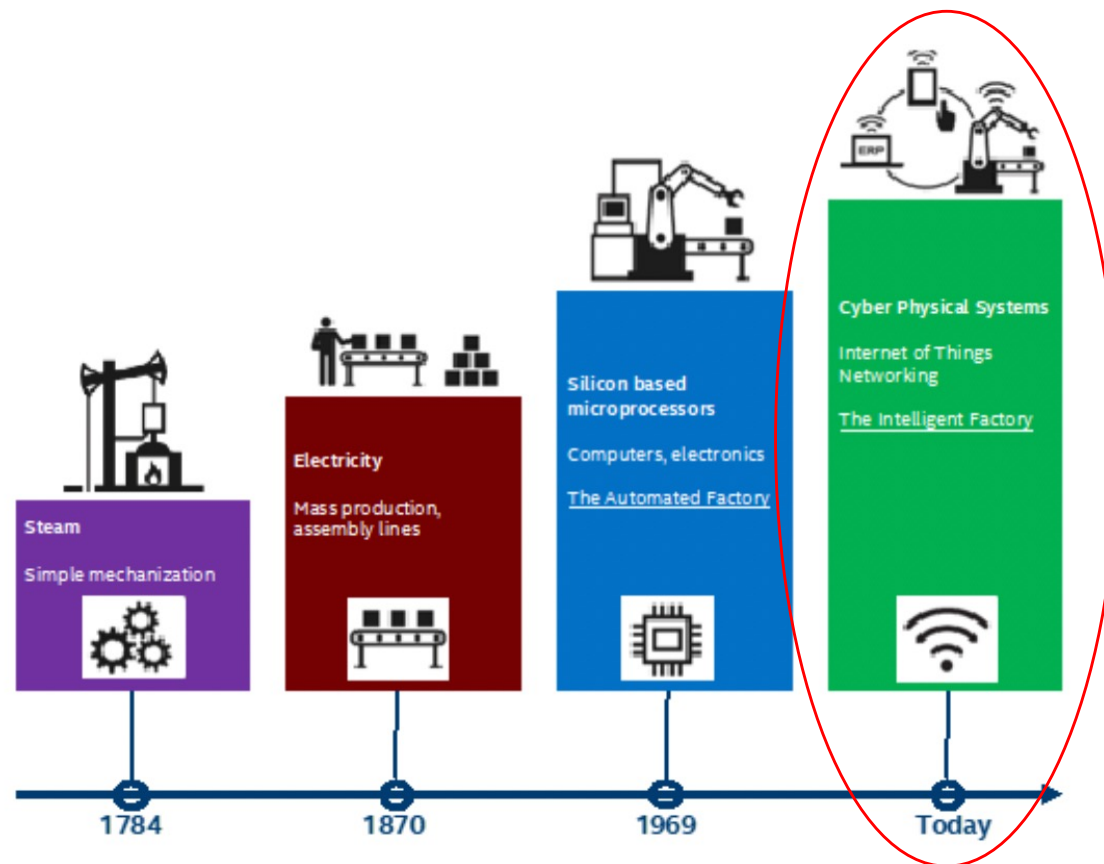 ERP
Steam
Simple mechanization
Electricity
Mass production,
assembly lines
Silicon based
microprocessors
Computers, electronics
The Automated Factory
Cyber Physical Systems
Internet of Things
Networking
The Intelligent Factory
1784
1870
1969
Today